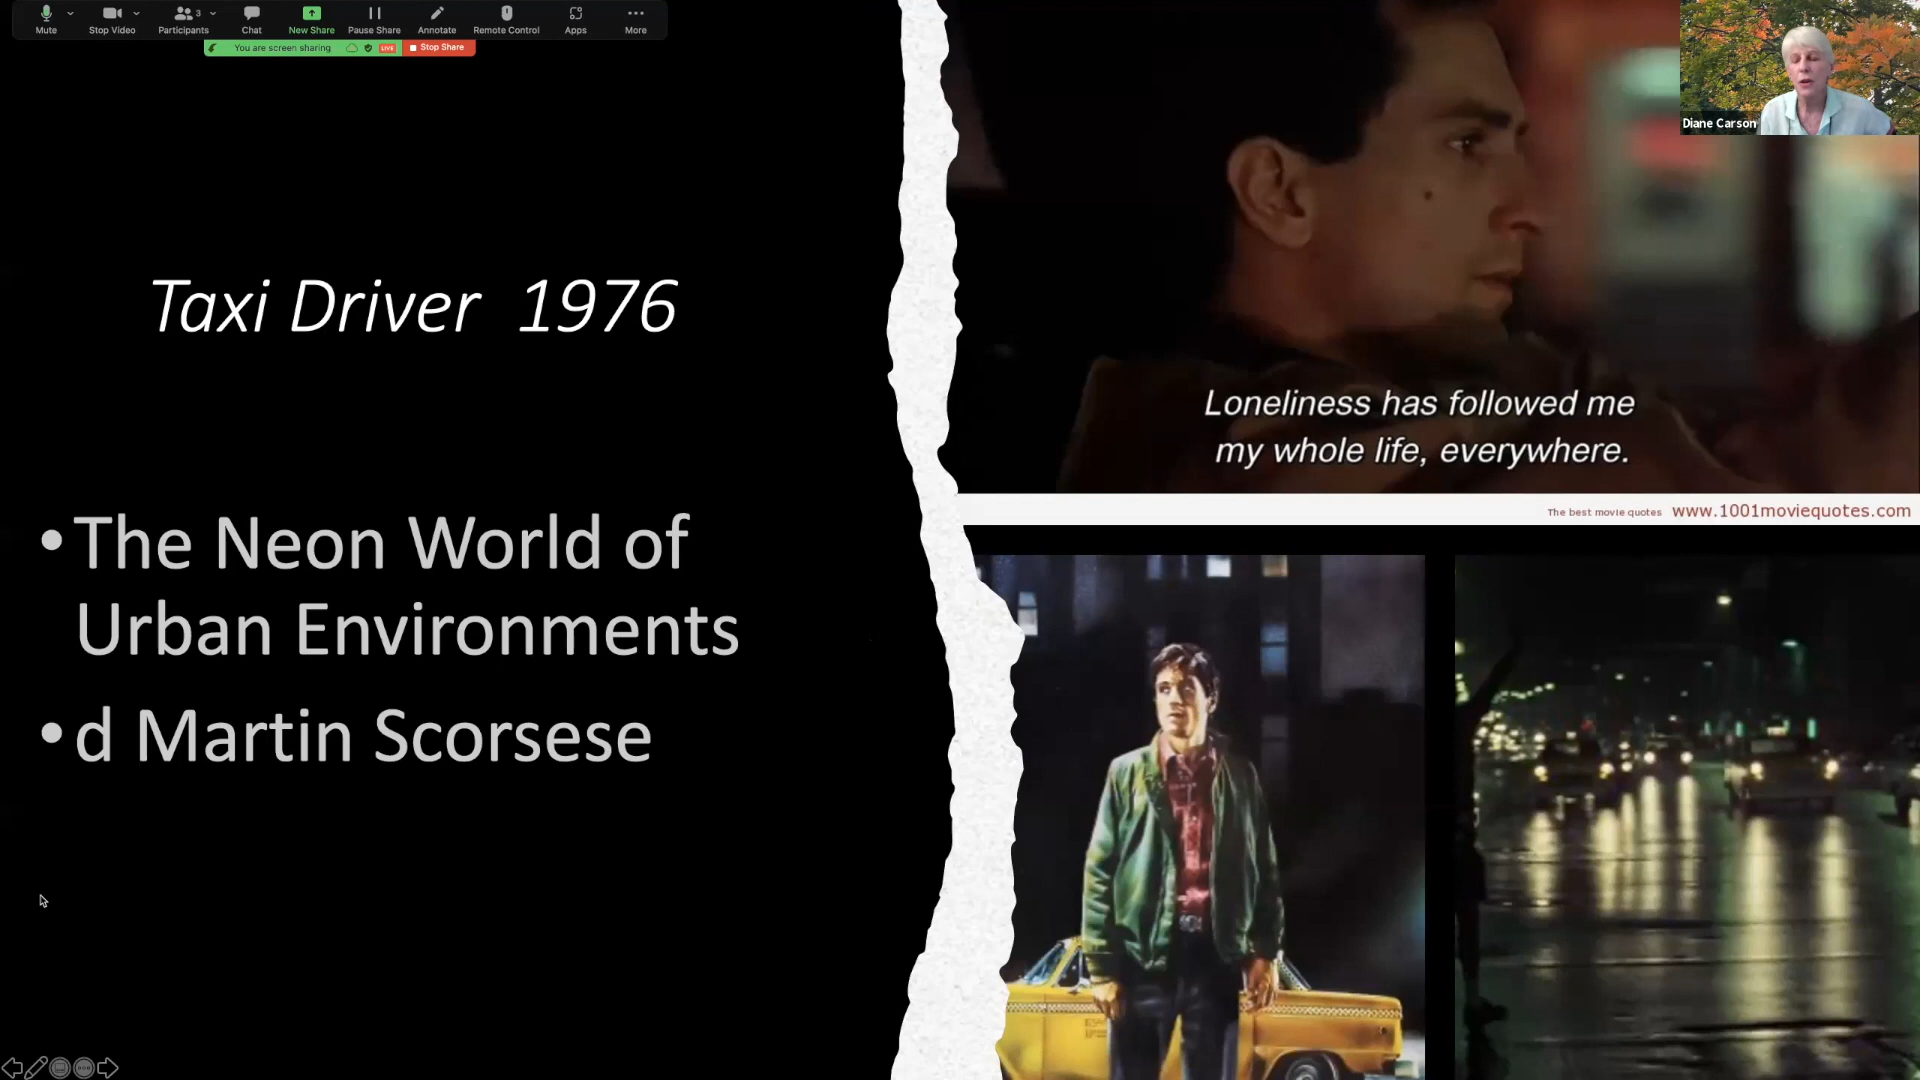 Mute
Stop Video
Participants
3
Chat
New Share
Pause Share
Annotate
Remote Control
Apps
More
You are screen sharing
LIVE
Stop Share
Diane Carson
Taxi Driver 1976
• The Neon World of
Urban Environments
• d Martin Scorsese
Loneliness has followed me
my whole life, everywhere.
The best movie quotes www.1001moviequotes.com